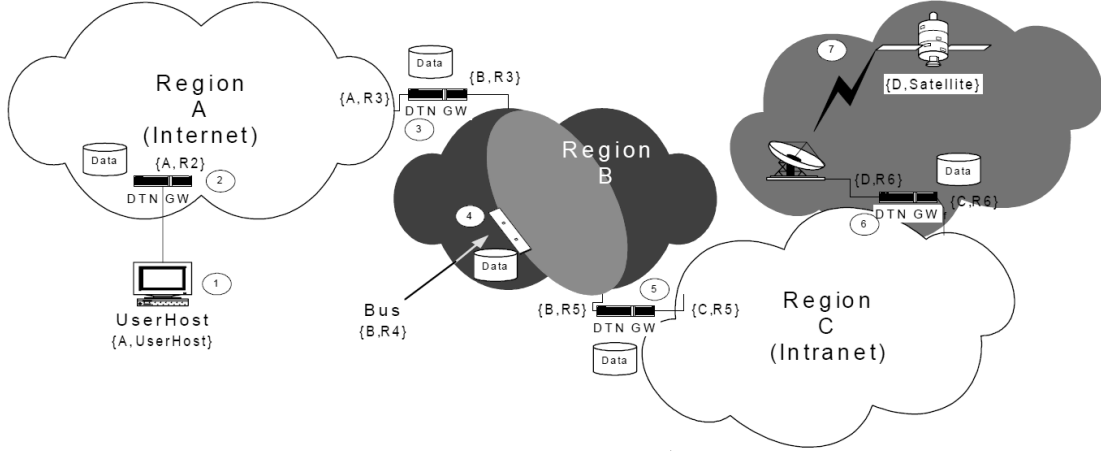 Region
A
(Internet)
{A,R2}
Data
DTN GW
2
1
UserHost
{A,UserHost}
Data
{A,R3}
{B,R3}
DTN GW
3
Region
B
4
Data
Bus
{B,R4}
5
{B,R5}
{C,R5}
DTN GW
Data
7
{D,Satellite}
Data
{D,R6}
{C,R6}
DTN GW
6
Region
C
(Intranet)